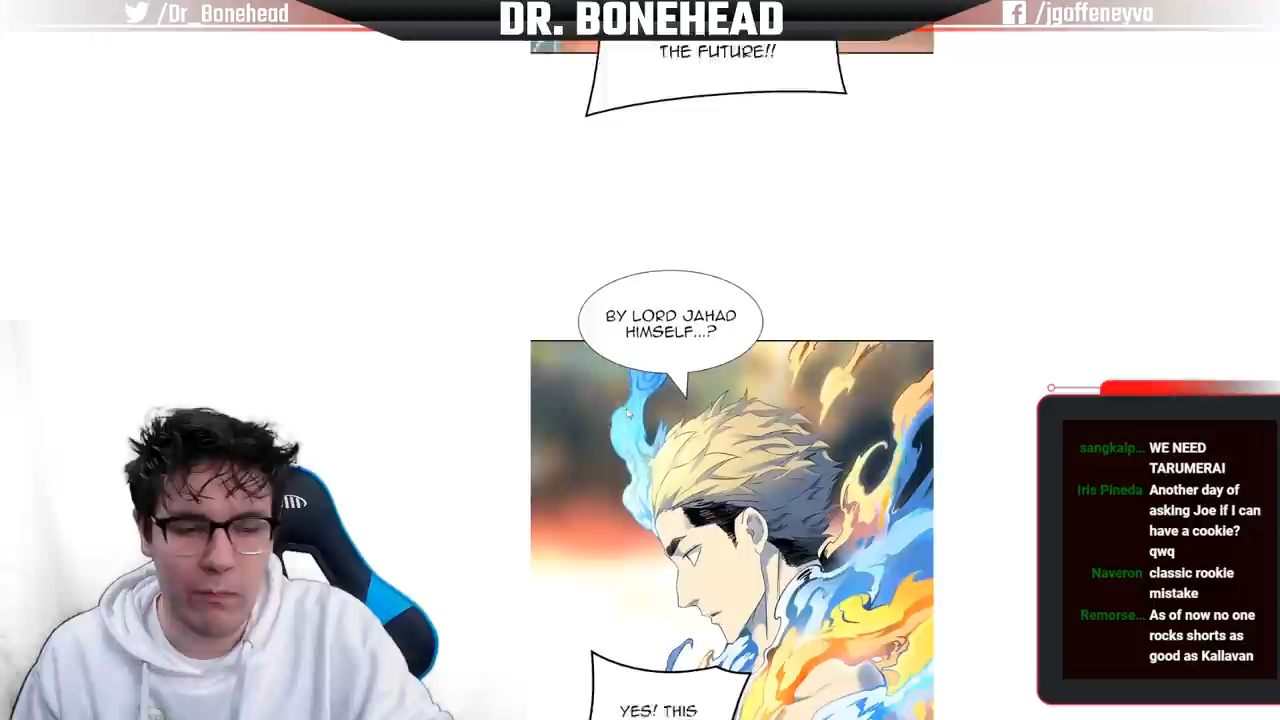 /Dr_Bonehead
DR. BONEHEAD
/jgoffeneyva
THE FUTURE!!
BY LORD JAHAD
HIMSELF...?
YES! THIS
sangkalp... WE NEED
TARUMERAI
Iris Pineda Another day of
asking Joe if I can
have a cookie?
qwq
Naveron classic rookie
mistake
Remorse... As of now no one
rocks shorts as
good as Kallavan